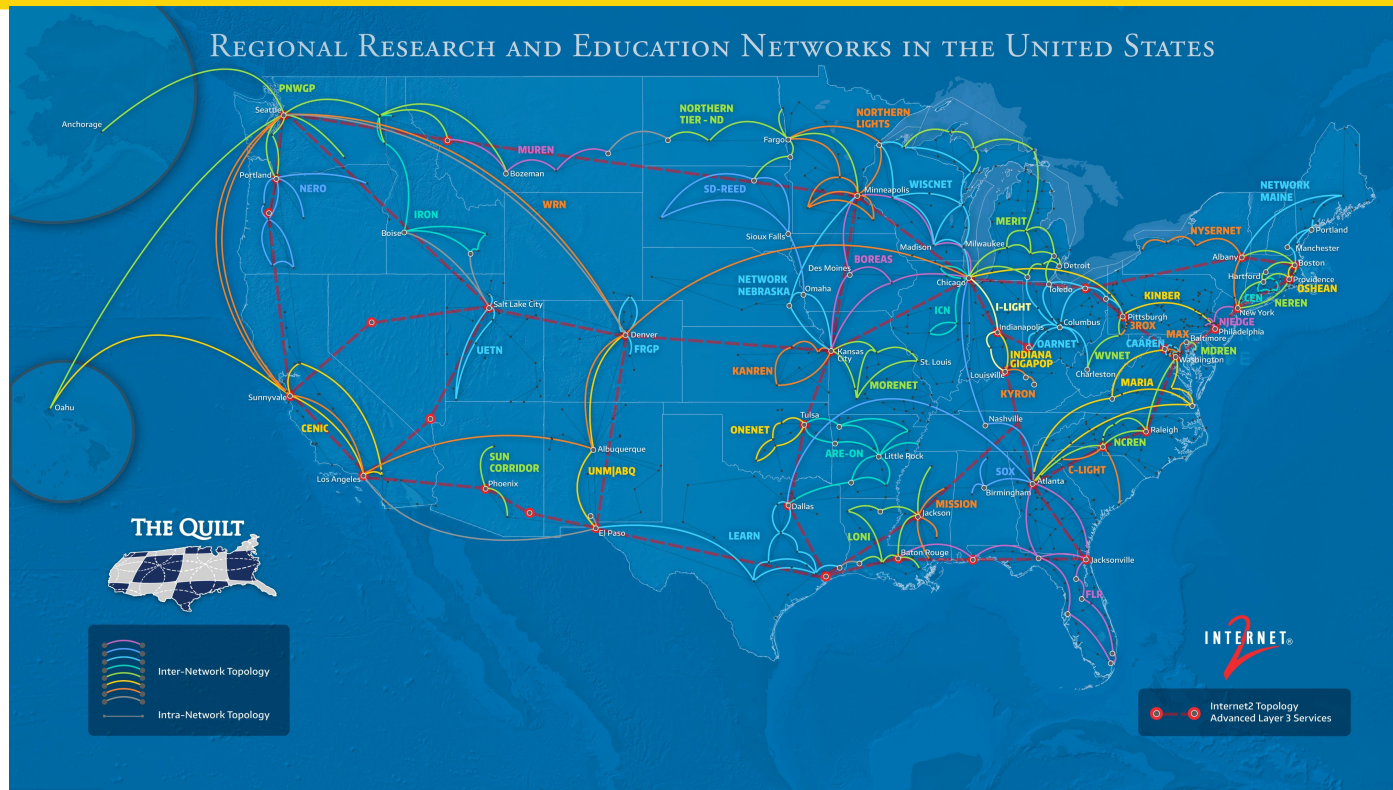 REGIONAL RESEARCH AND EDUCATION NETWORKS IN THE UNITED STATES
PNWGP
Seattle
Anchorage
NORTHERN
TIER - ND
Fargo
NORTHERN
LIGHTS
MUREN
Bozeman
Portland
NERO
SD-REED
Minneapolis
WISCNET
NETWORK
MAINE
WRN
IRON
Boise
Sioux Falls
MERIT
Madison
Milwaukee
NYSERNET
Portland
Albany
Manchester
Boston
BOREAS
Des Moines
Detroit
Hartford
Providence
OSHEAN
NETWORK
NEBRASKA
Omaha
Chicago
Toledo
KINBER
CEN
NEREN
New York
Salt Lake City
I-LIGHT
ICN
Pittsburgh
3ROX
NJEDGE
Philadelphia
Indianapolis
Columbus
Denver
FRGP
UETN
OARNET
MAX
CAAREN
Baltimore
MDREN
Washington
Kansas
City
St. Louis
INDIANA
GIGAPOP
WVNET
Charleston
KANREN
Louisville
MORENET
KYRON
MARIA
Sunnyvale
Oahu
Tulsa
ONENET
Nashville
CENIC
Raleigh
NCREN
Albuquerque
SUN
CORRIDOR
ARE-ON
Little Rock
UNM|ABQ
SOX
C-LIGHT
Los Angeles
Phoenix
Atlanta
Birmingham
Dallas
MISSION
Jackson
THE QUILT
El Paso
LEARN
LONI
Baton Rouge
Jacksonville
FLR
INTERNET2®
Inter-Network Topology
Intra-Network Topology
Internet2 Topology
Advanced Layer 3 Services